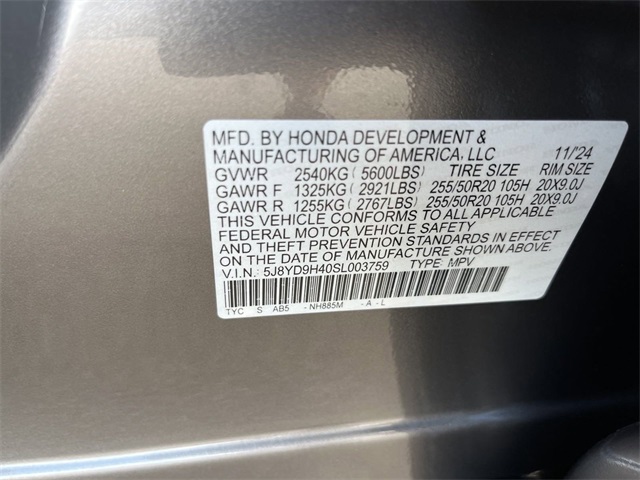 MFD. BY HONDA DEVELOPMENT &
MANUFACTURING OF AMERICA, LLC 11/'24
GVWR 2540KG ( 5600LBS) TIRE SIZE RIM SIZE
GAWR F 1325KG ( 2921LBS) 255/50R20 105H 20X9.0J
GAWR R 1255KG ( 2767LBS) 255/50R20 105H 20X9.0J
THIS VEHICLE CONFORMS TO ALL APPLICABLE
FEDERAL MOTOR VEHICLE SAFETY
AND THEFT PREVENTION STANDARDS IN EFFECT
ON THE DATE OF MANUFACTURE SHOWN ABOVE.
V.I.N.: 5J8YD9H40SL003759 TYPE: MPV
TYC S AB5 -NH885M -A -L